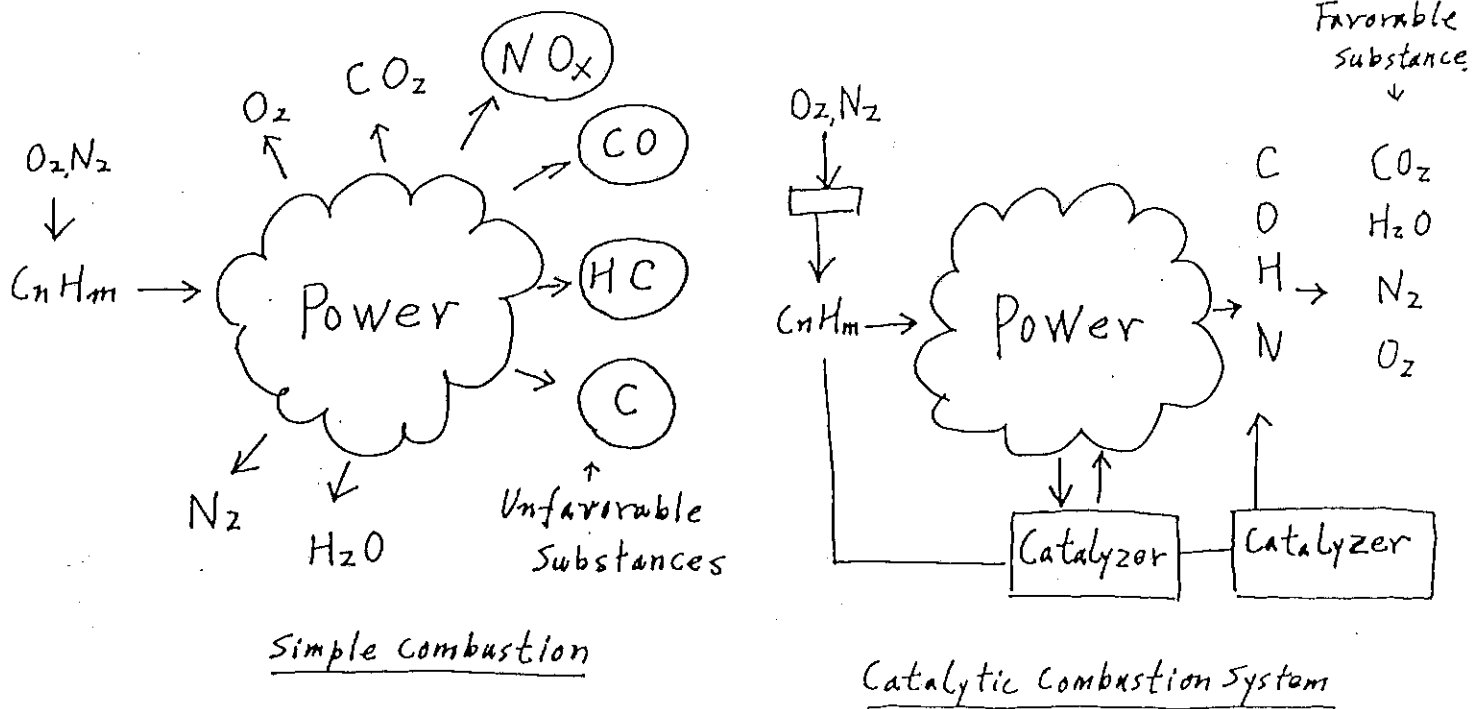 O2,N2
CnHm
O2
CO2
NOx
CO
HC
C
Power
N2
H2O
Unfavorable
Substances
Simple Combustion
O2,N2
CnHm
Power
Catalyzer
Catalyzer
C
O
H
N
Favorable
Substance
CO2
H2O
N2
O2
Catalytic Combustion System